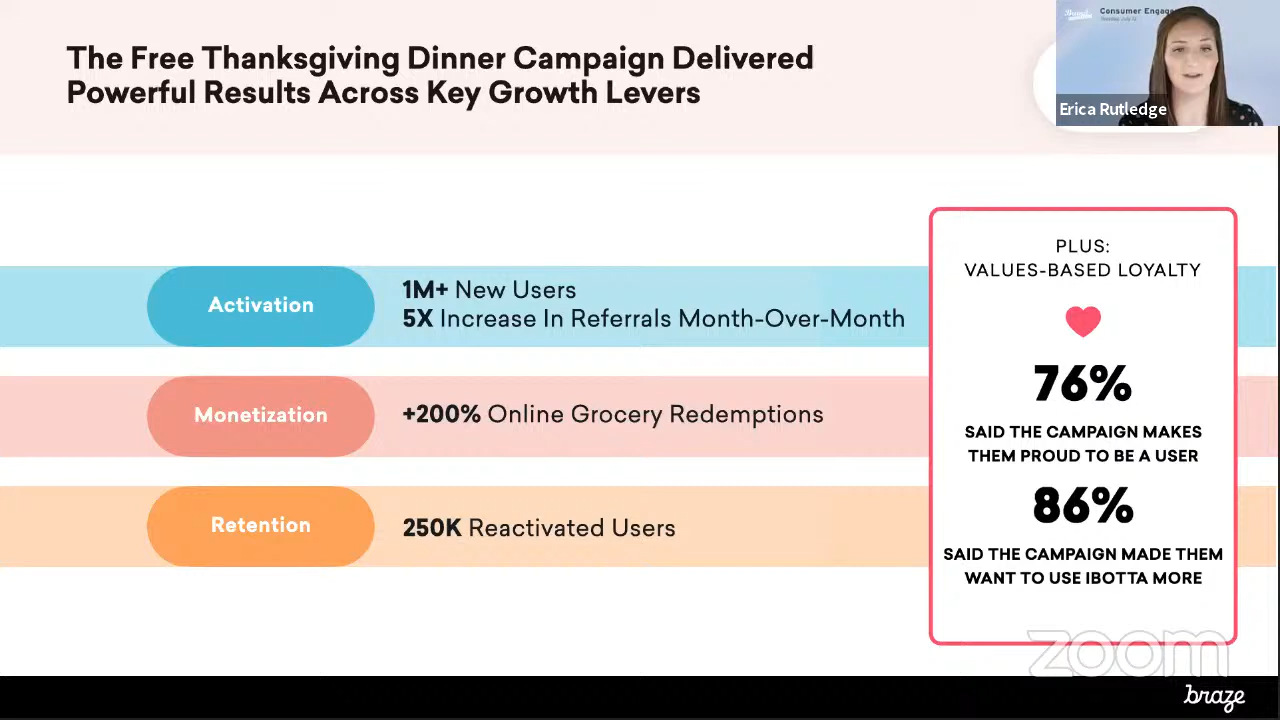 The Free Thanksgiving Dinner Campaign Delivered
Powerful Results Across Key Growth Levers
Consumer Engage
Tuesday, July 12
Erica Rutledge
Activation
1M+ New Users
5X Increase In Referrals Month-Over-Month
Monetization
+200% Online Grocery Redemptions
Retention
250K Reactivated Users
PLUS:
VALUES-BASED LOYALTY
76%
SAID THE CAMPAIGN MAKES
THEM PROUD TO BE A USER
86%
SAID THE CAMPAIGN MADE THEM
WANT TO USE IBOTTA MORE
zoom
braze